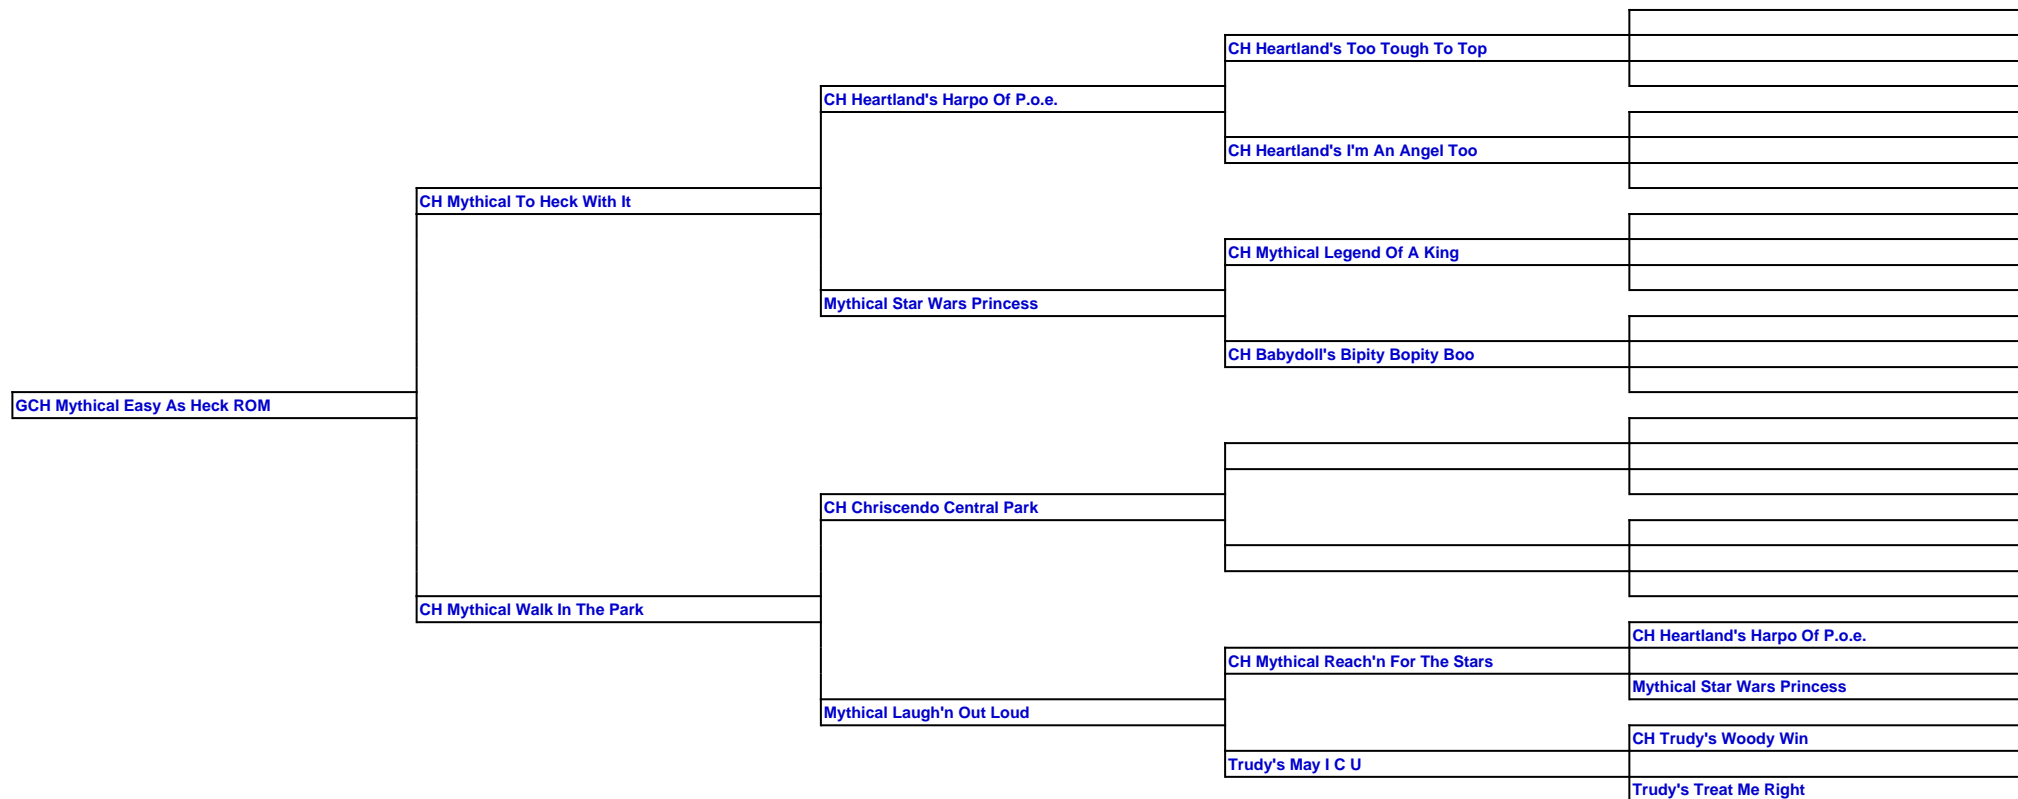 CH Heartland's Too Tough To Top
CH Heartland's Harpo Of P.o.e.
CH Heartland's I'm An Angel Too
CH Mythical To Heck With It
CH Mythical Legend Of A King
Mythical Star Wars Princess
CH Babydoll's Bipity Bopity Boo
GCH Mythical Easy As Heck ROM
CH Chriscendo Central Park
CH Mythical Walk In The Park
CH Heartland's Harpo Of P.o.e.
CH Mythical Reach'n For The Stars
Mythical Star Wars Princess
Mythical Laugh'n Out Loud
CH Trudy's Woody Win
Trudy's May I C U
Trudy's Treat Me Right